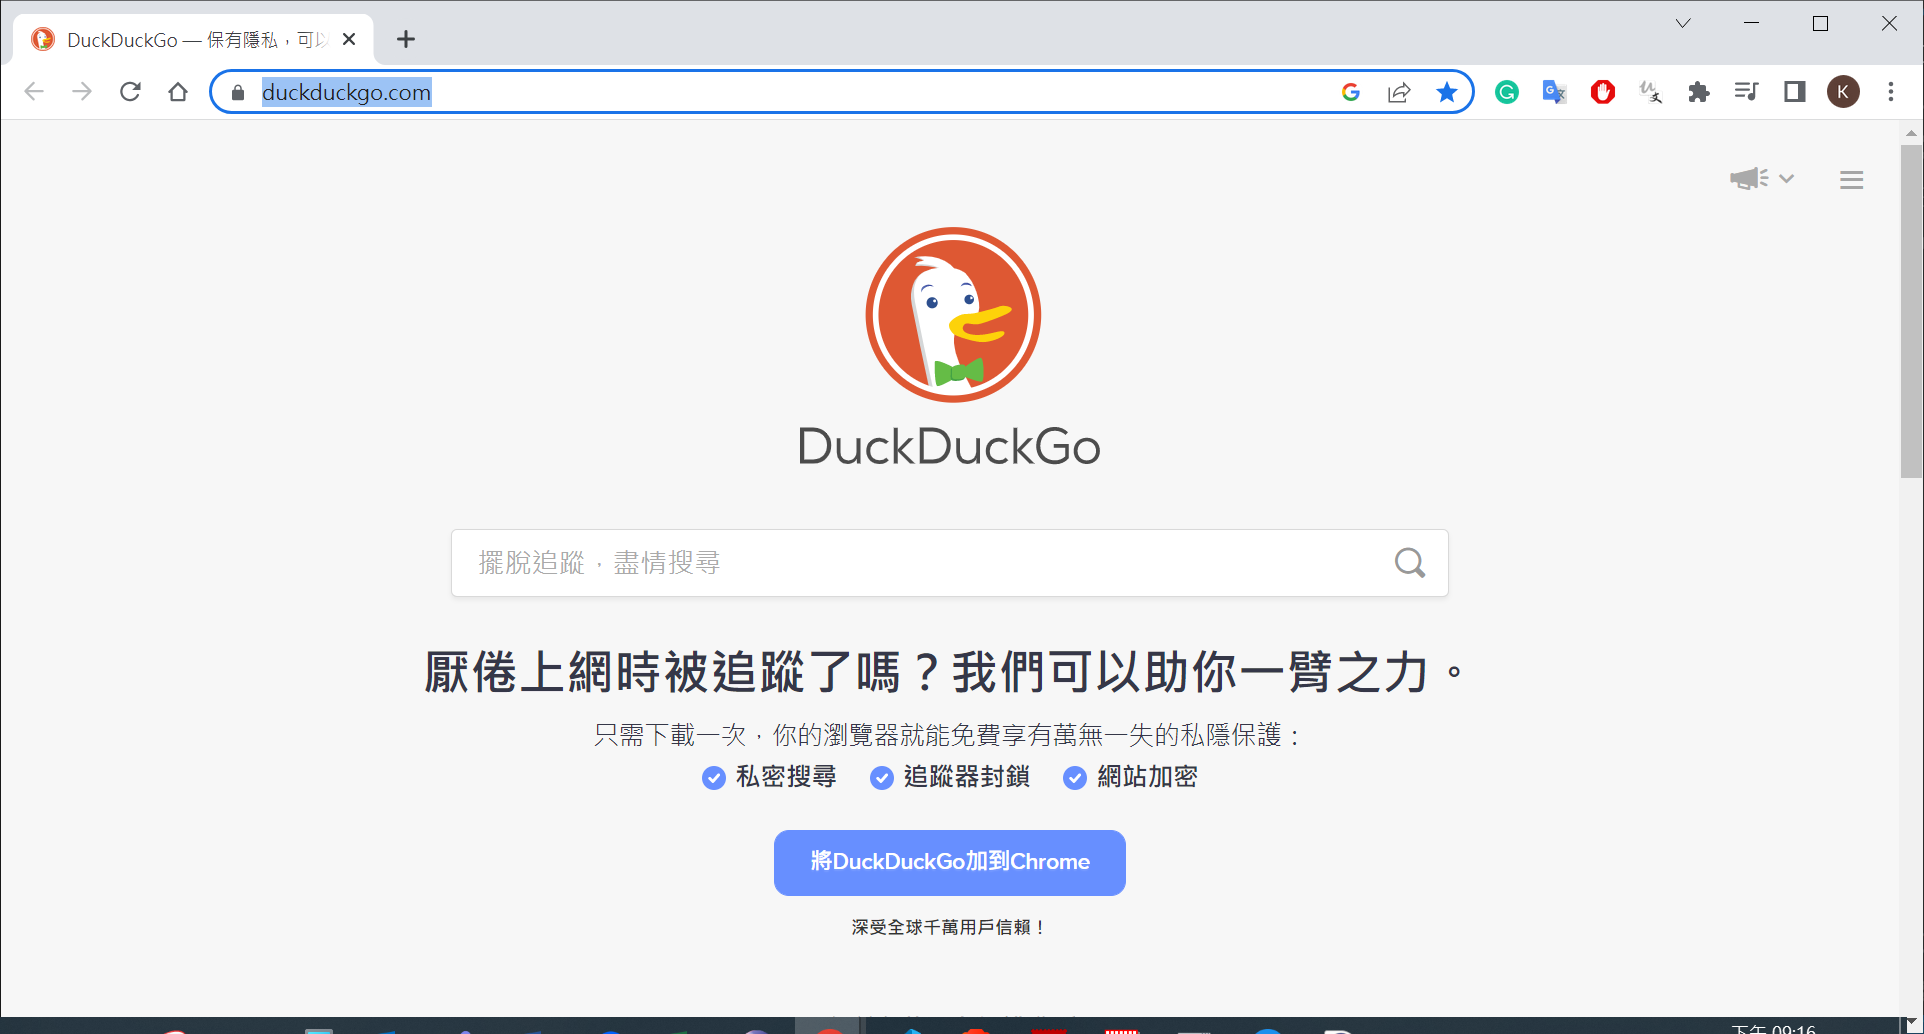 DuckDuckGo — 保有隱私，可以
duckduckgo.com
K
DuckDuckGo
擺脫追蹤，盡情搜尋
厭倦上網時被追蹤了嗎？我們可以助你一臂之力。
只需下載一次，你的瀏覽器就能免費享有萬無一失的私隱保護：
私密搜尋 追蹤器封鎖 網站加密
將DuckDuckGo加到Chrome
深受全球千萬用戶信賴！
下午 09:16